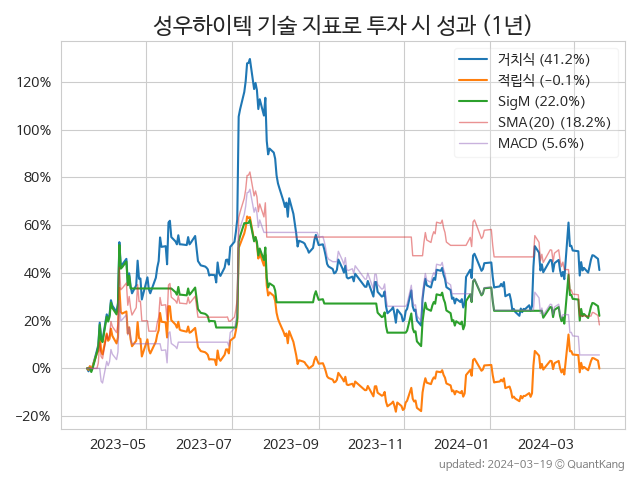 성우하이텍 기술 지표로 투자 시 성과 (1년)
거치식 (41.2%)
적립식 (−0.1%)
SigM (22.0%)
SMA(20) (18.2%)
MACD (5.6%)
120%
100%
80%
60%
40%
20%
0%
−20%
2023−05 2023−07 2023−09 2023−11 2024−01 2024−03
updated: 2024−03−19 ⓒ QuantKang